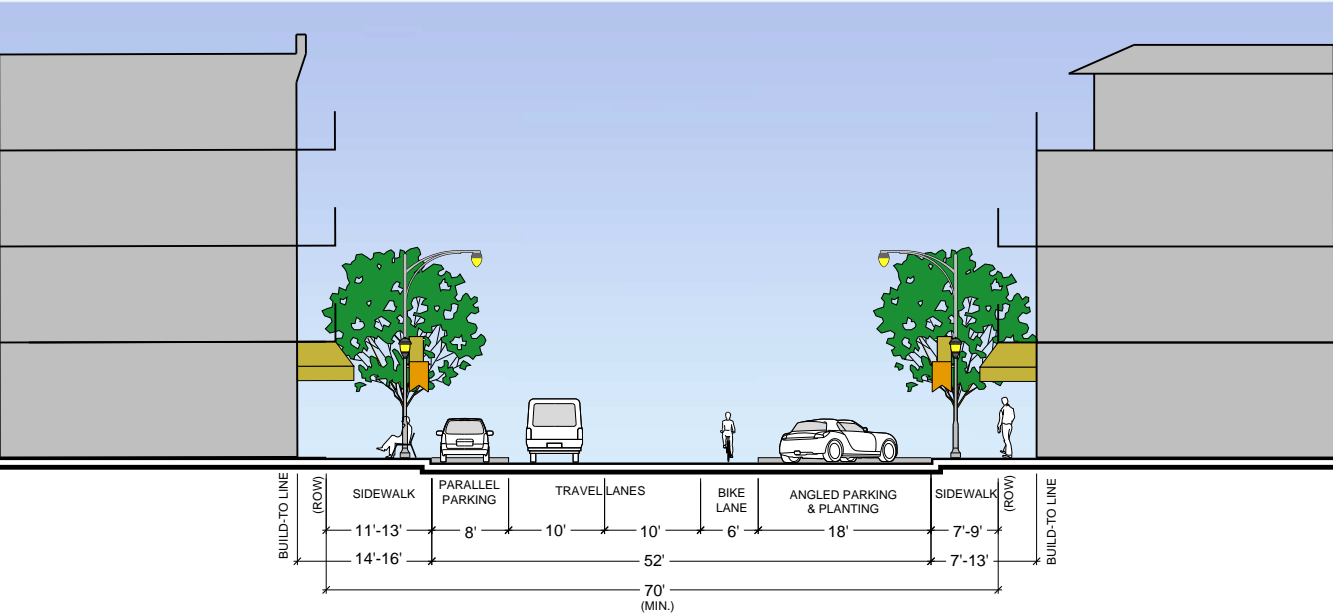 BUILD-TO LINE
(ROW)
SIDEWALK
PARALLEL
PARKING
TRAVEL LANES
BIKE
LANE
ANGLED PARKING
& PLANTING
SIDEWALK
(ROW)
BUILD-TO LINE
11'-13'
8'
10'
10'
6'
18'
7'-9'
14'-16'
52'
7'-13'
70'
(MIN.)